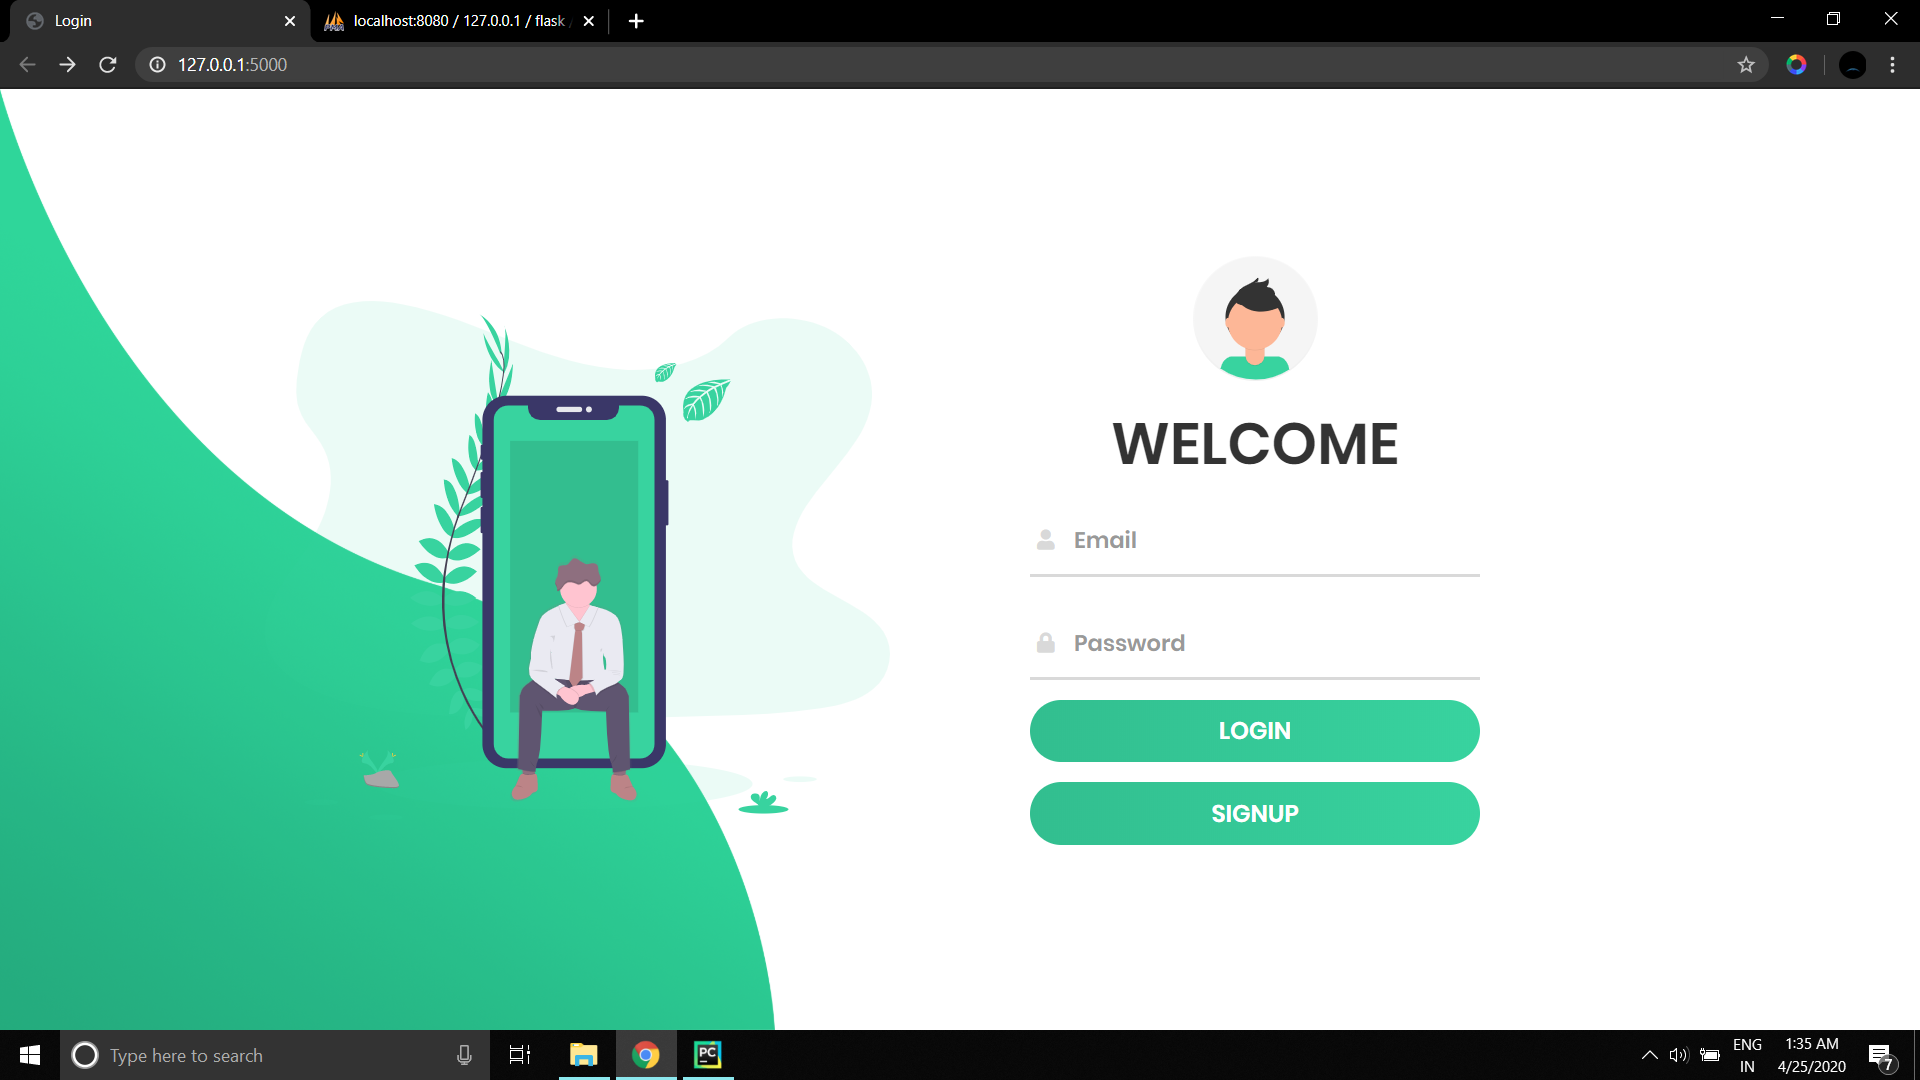 Login
localhost:8080 / 127.0.0.1 / flask
127.0.0.1:5000
WELCOME
Email
Password
LOGIN
SIGNUP
Type here to search
PC
ENG
IN
1:35 AM
4/25/2020
7